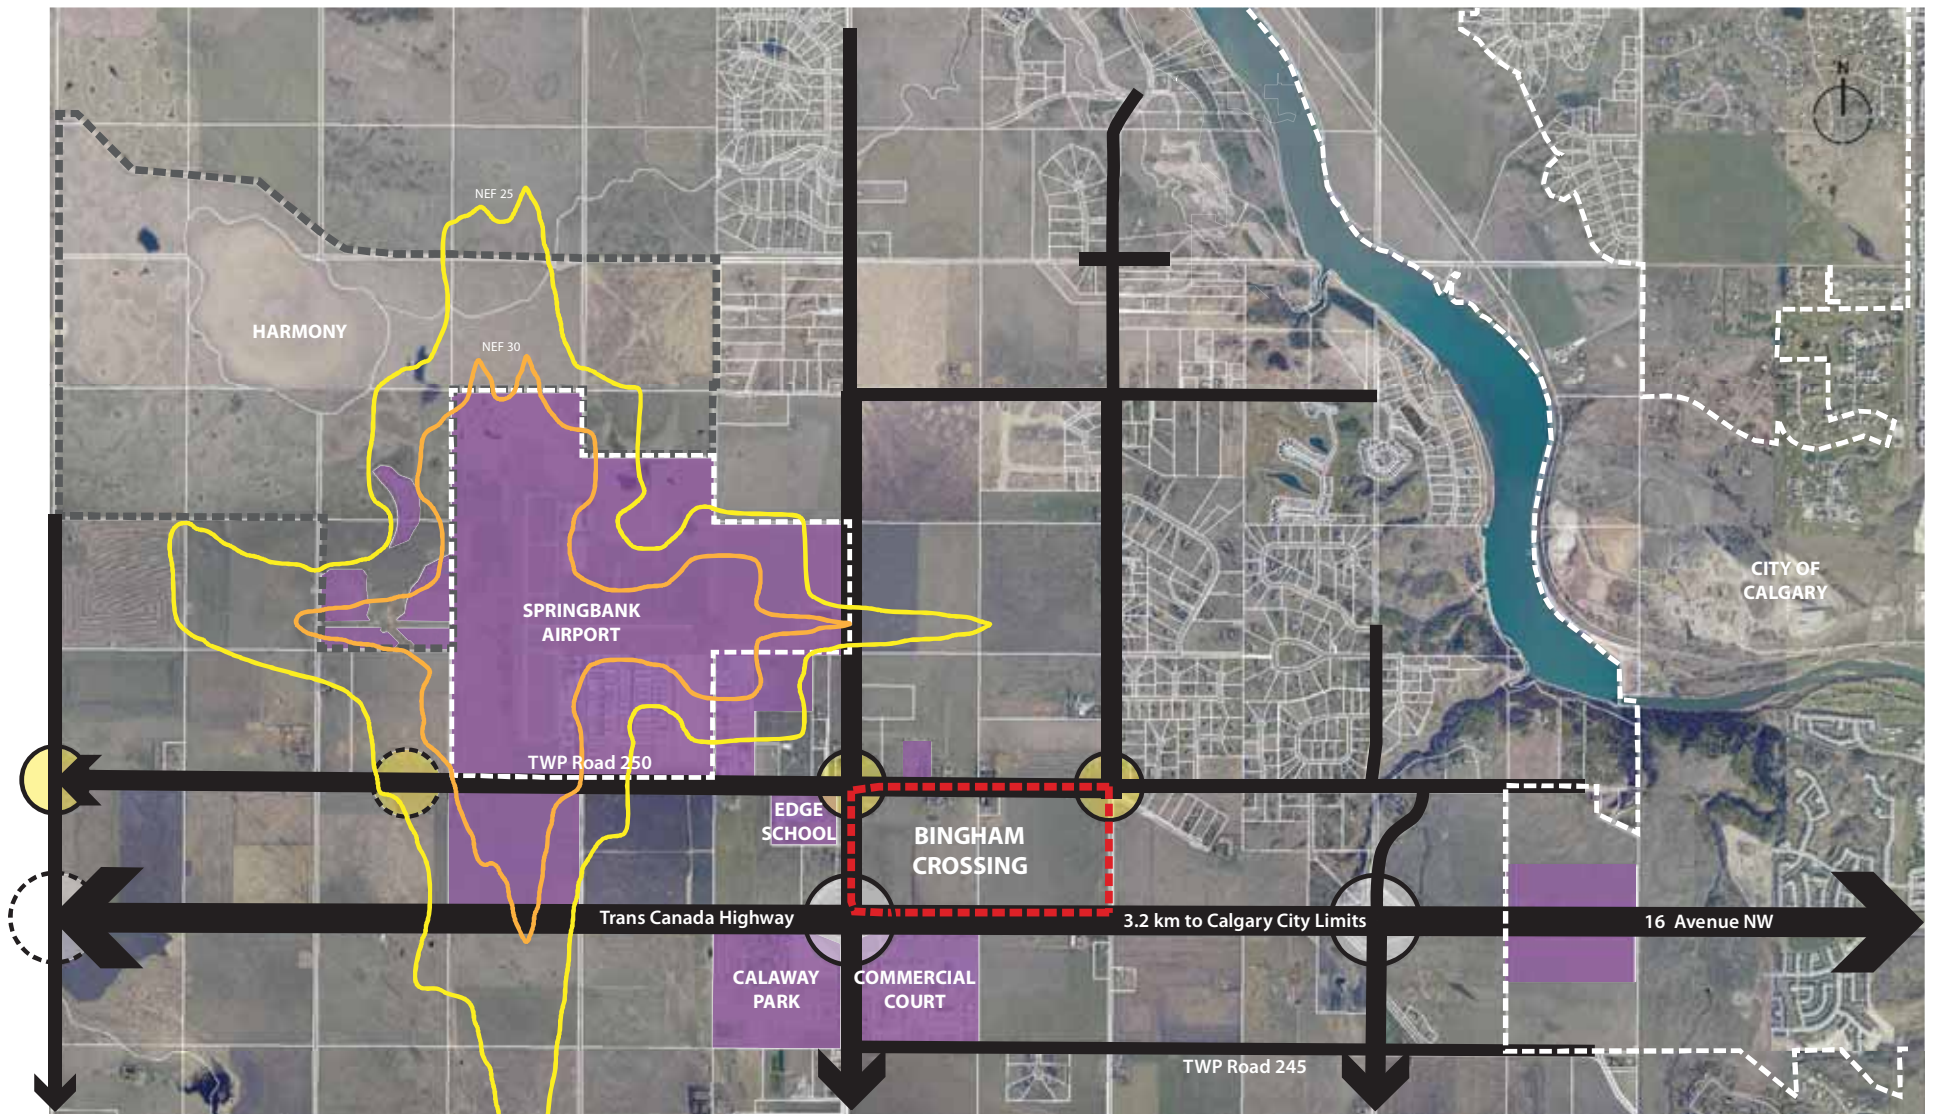 N
NEF 25
HARMONY
NEF 30
SPRINGBANK
AIRPORT
CITY OF
CALGARY
TWP Road 250
EDGE
SCHOOL
BINGHAM
CROSSING
Trans Canada Highway
3.2 km to Calgary City Limits
16 Avenue NW
CALAWAY
PARK
COMMERCIAL
COURT
TWP Road 245